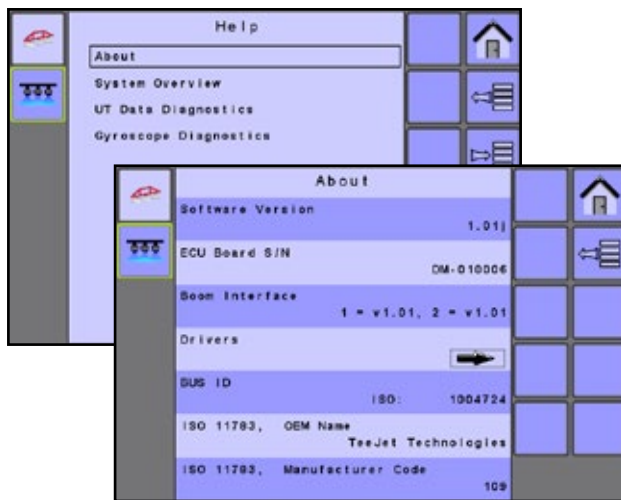 Help
About
System Overview
UT Data Diagnostics
Gyroscope Diagnostics
About
Software Version
1.01j
ECU Board S/N
DM-010006
Boom Interface
1 = v1.01, 2 = v1.01
Drivers
BUS ID
ISO: 1004724
ISO 11783, OEM Name
TeeJet Technologies
ISO 11783, Manufacturer Code
109